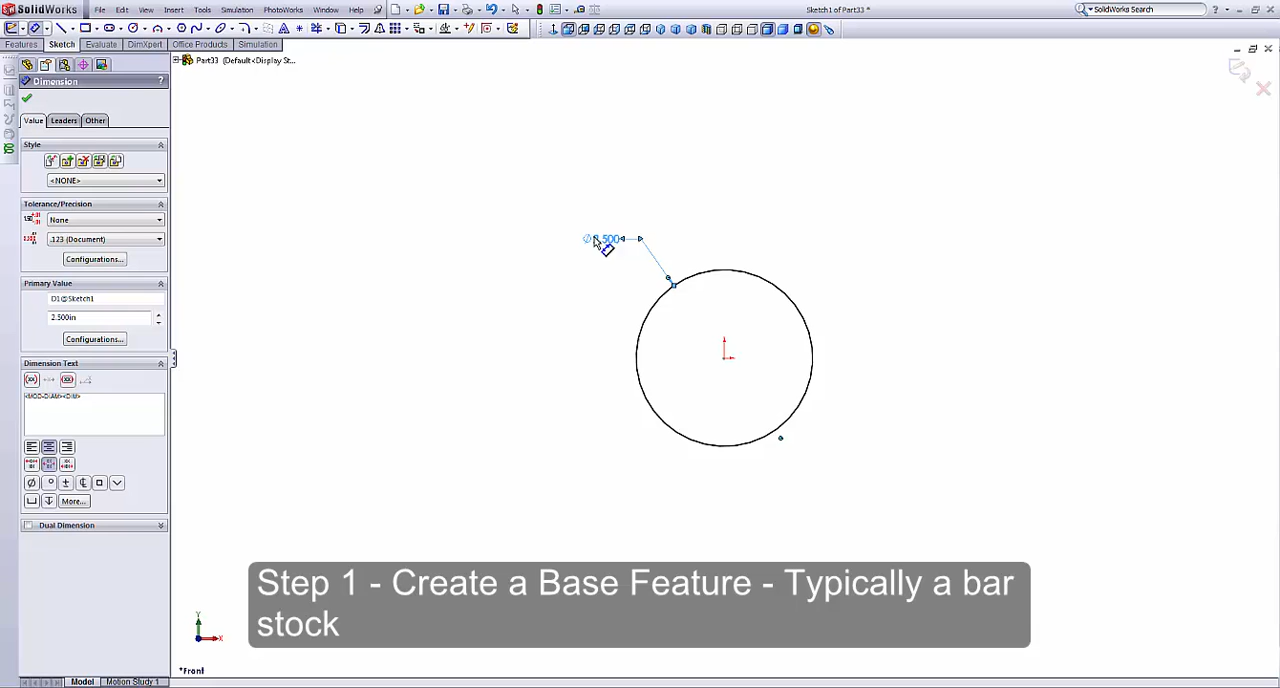 SolidWorks File Edit View Insert Tools Simulation PhotoWorks Window Help Sketch1 of Part33 * SolidWorks Search
Features Sketch Evaluate DimXpert Office Products Simulation
Part33 (Default<Display St...
Dimension ?
Value Leaders Other
Style
<NONE>
Tolerance/Precision
None
.123 (Document)
Configurations...
Primary Value
D1@Sketch1
2.500in
Configurations...
Dimension Text
<MOD-DIAM><DIM>
More...
Dual Dimension
Step 1 - Create a Base Feature - Typically a bar
stock
Y
X
*Front
Model Motion Study 1